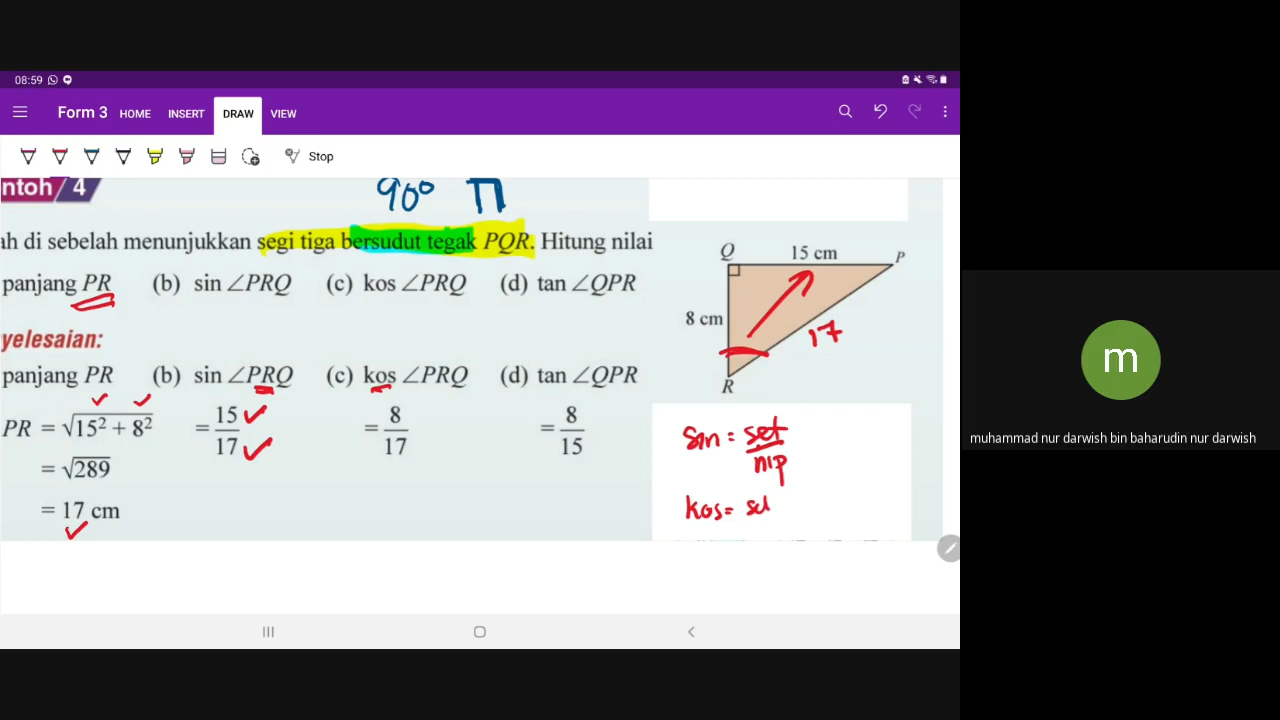 08:59
Form 3 HOME INSERT DRAW VIEW
Stop
ntoh / 4
90° Π
ah di sebelah menunjukkan segi tiga bersudut tegak PQR. Hitung nilai
panjang PR (b) sin ∠PRQ (c) kos ∠PRQ (d) tan ∠QPR
yelesaian:
panjang PR (b) sin ∠PRQ (c) kos ∠PRQ (d) tan ∠QPR
PR = √15² + 8² = 15/17 = 8/17 = 8/15
= √289
= 17 cm
Q 15 cm P
8 cm
17
R
sin = set/hip
kos = sd
m
muhammad nur darwish bin baharudin nur darwish